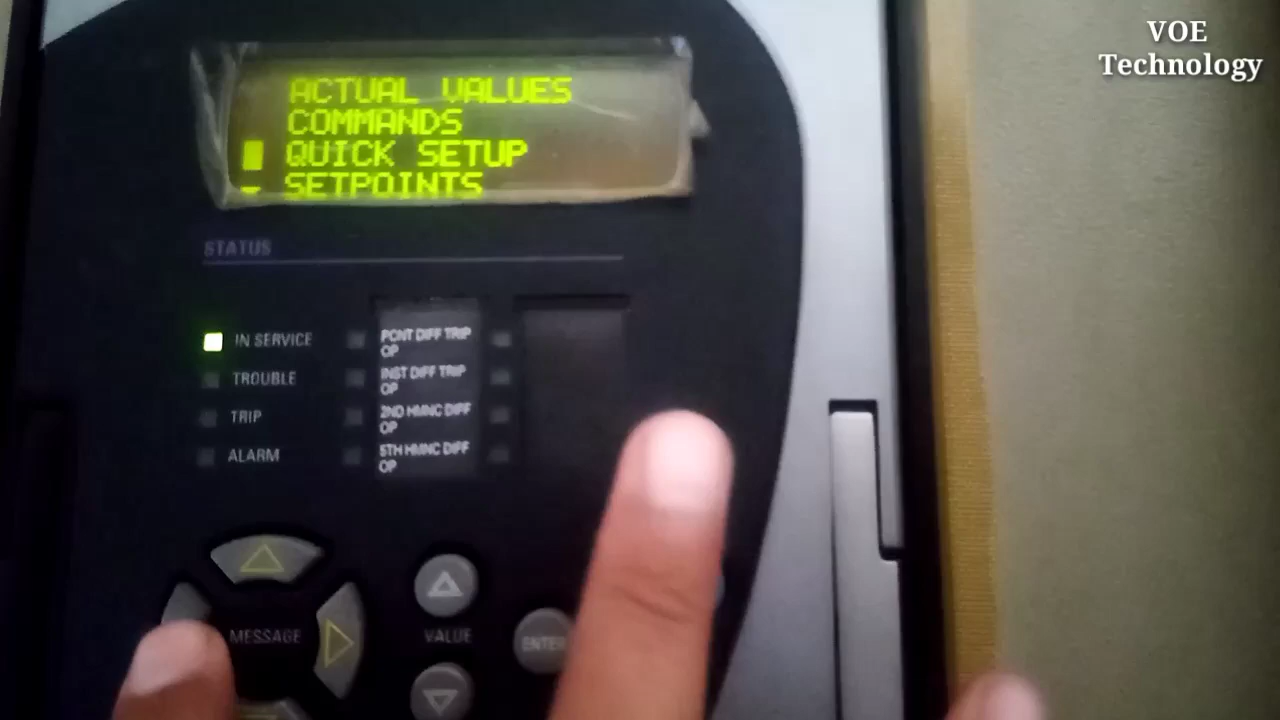 VOE
Technology
ACTUAL VALUES
COMMANDS
QUICK SETUP
SETPOINTS
STATUS
IN SERVICE
TROUBLE
TRIP
ALARM
PCNT DIFF TRIP
OP
INST DIFF TRIP
OP
2ND HMNC DIFF
OP
5TH HMNC DIFF
OP
MESSAGE
VALUE
ENTER